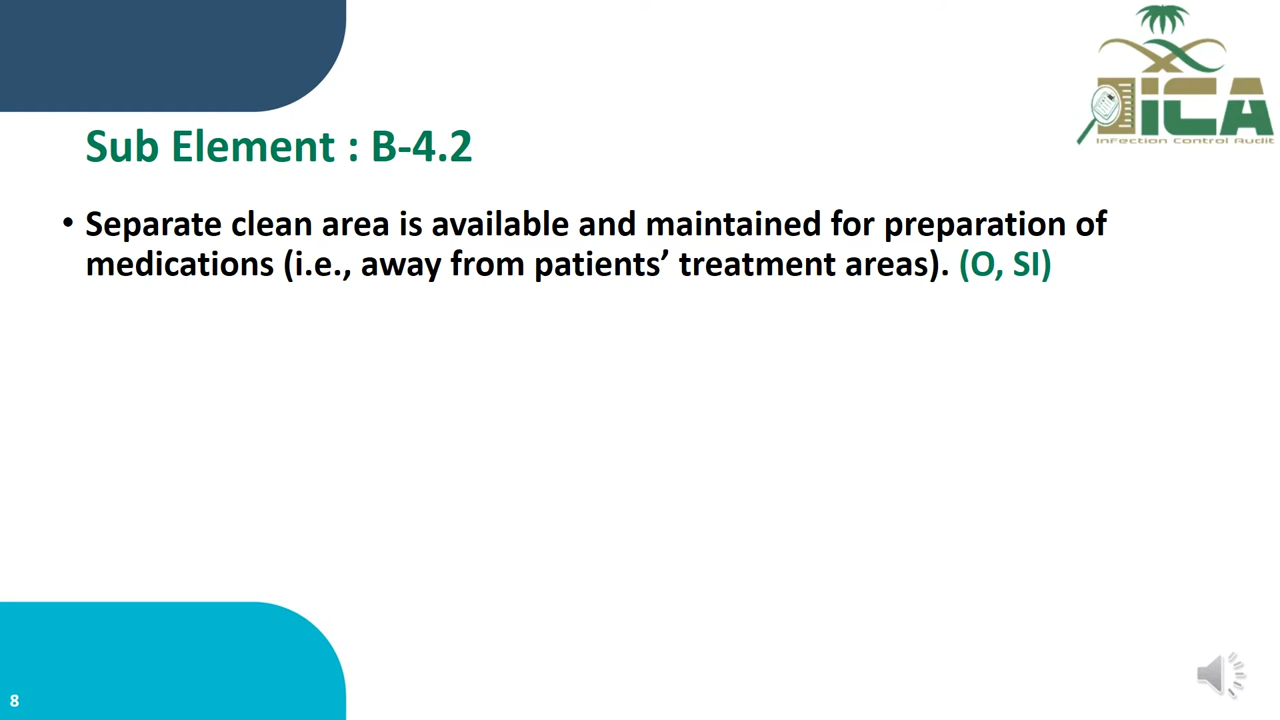 iCA
Infection Control Audit
Sub Element : B-4.2
• Separate clean area is available and maintained for preparation of
medications (i.e., away from patients’ treatment areas). (O, SI)
8